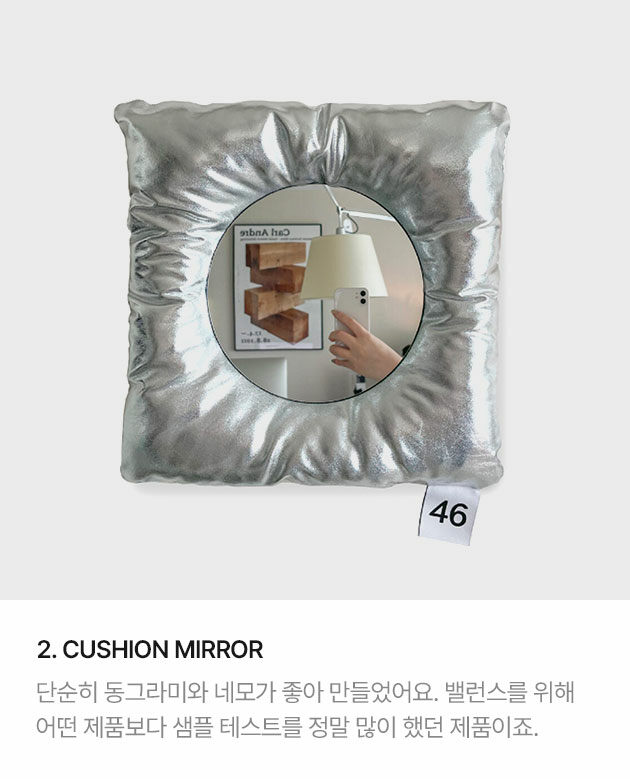 Carl Andre
46
2. CUSHION MIRROR
단순히 동그라미와 네모가 좋아 만들었어요. 밸런스를 위해
어떤 제품보다 샘플 테스트를 정말 많이 했던 제품이죠.